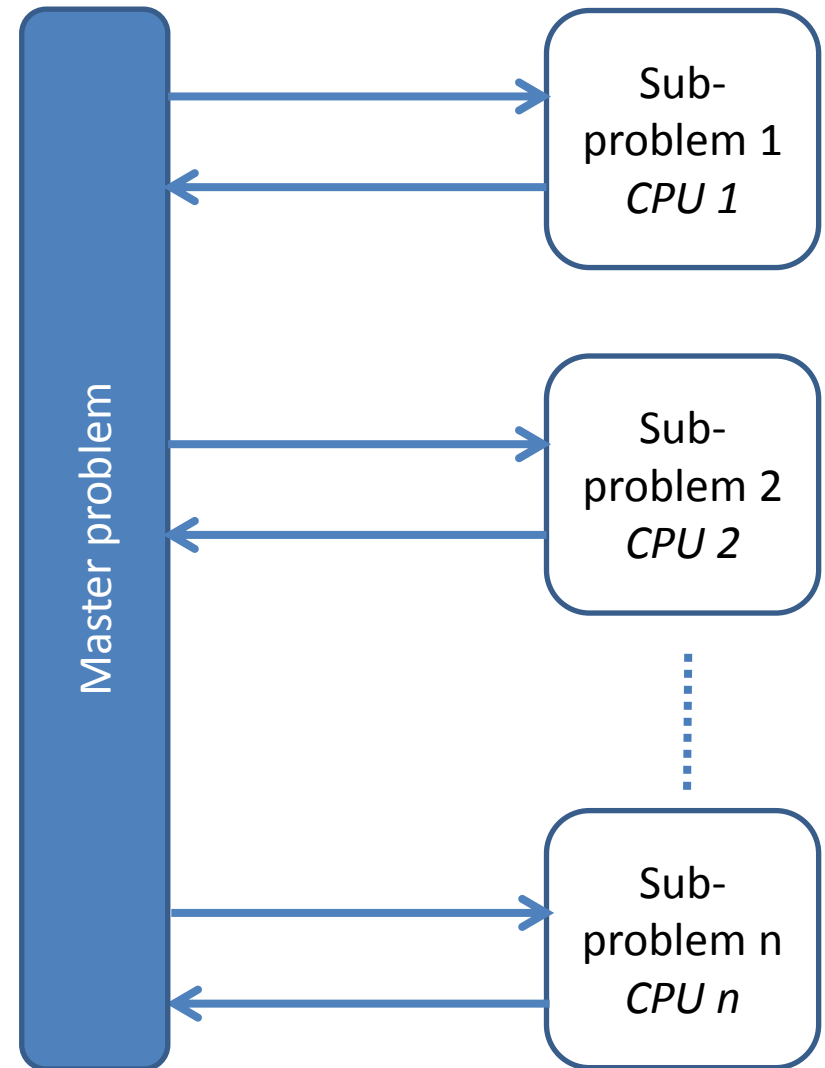 Master problem
Sub-
problem 1
CPU 1
Sub-
problem 2
CPU 2
Sub-
problem n
CPU n